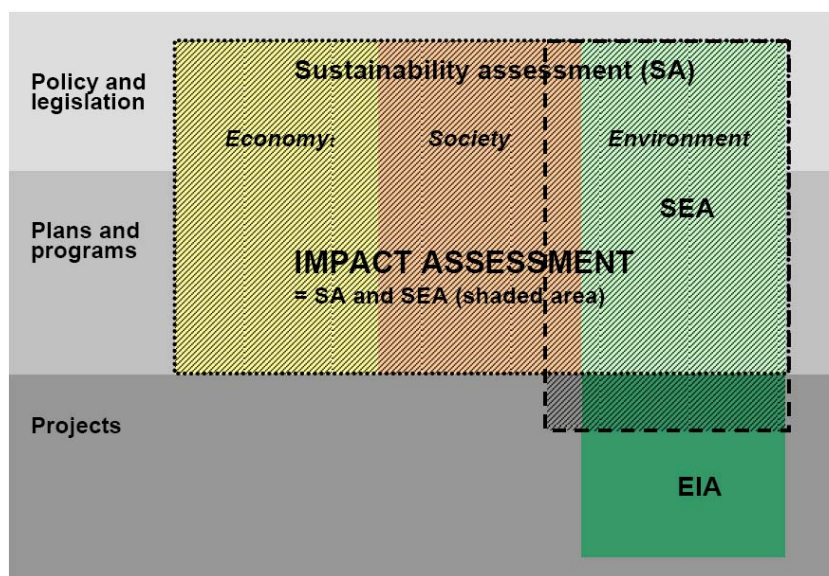 Policy and
legislation
Sustainability assessment (SA)
Economy
Society
Environment
Plans and
programs
SEA
IMPACT ASSESSMENT
= SA and SEA (shaded area)
Projects
EIA